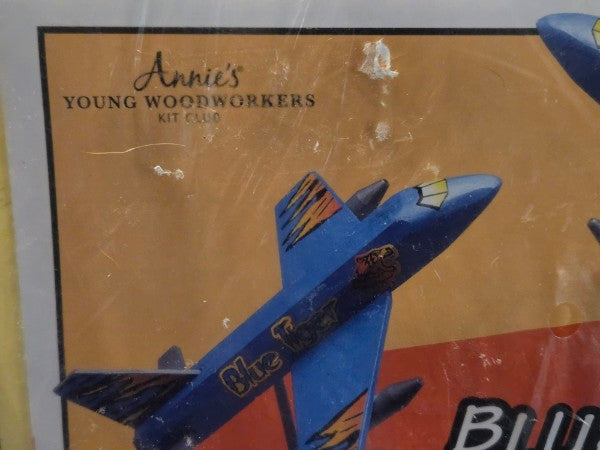 Annie's
YOUNG WOODWORKERS
KIT CLUB
Blue Tiger